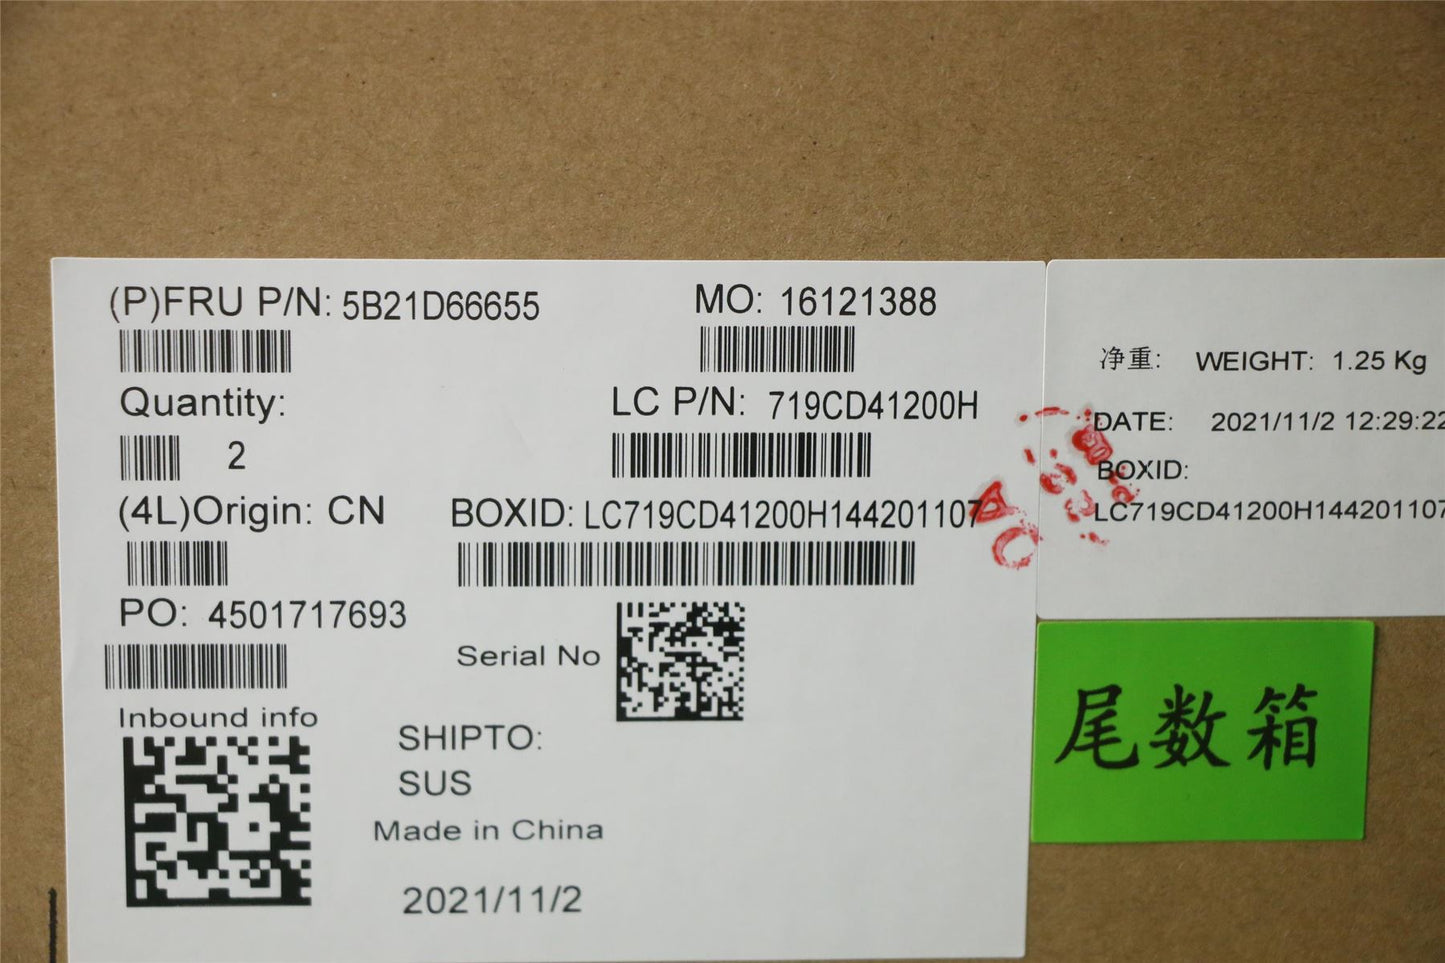 (P)FRU P/N: 5B21D66655
MO: 16121388
Quantity:
2
LC P/N: 719CD41200H
(4L)Origin: CN
BOXID: LC719CD41200H144201107
PO: 4501717693
Serial No
Inbound info
SHIPTO:
SUS
Made in China
2021/11/2
净重: WEIGHT: 1.25 Kg
DATE: 2021/11/2 12:29:22
BOXID:
LC719CD41200H144201107
尾数箱